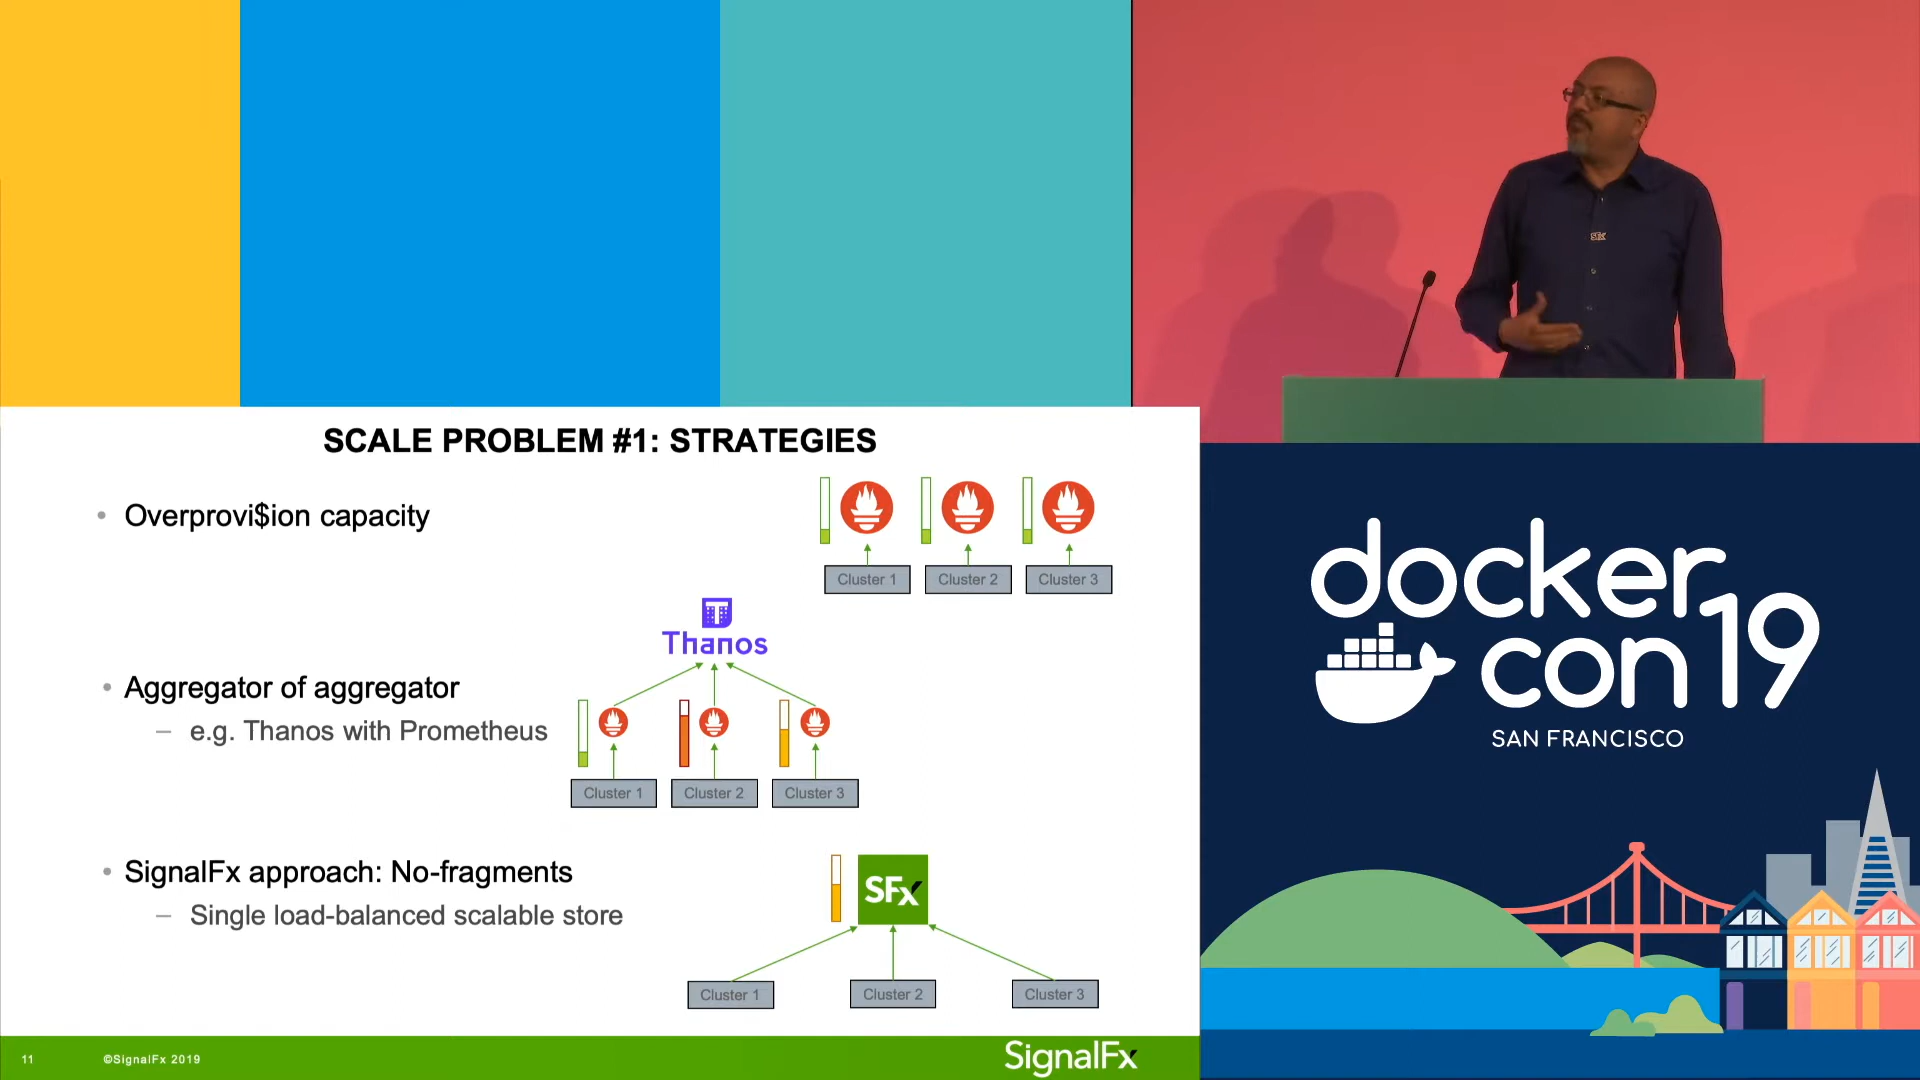 SFx
SCALE PROBLEM #1: STRATEGIES
• Overprovi$ion capacity
Cluster 1 Cluster 2 Cluster 3
T
Thanos
• Aggregator of aggregator
– e.g. Thanos with Prometheus
Cluster 1 Cluster 2 Cluster 3
• SignalFx approach: No-fragments
– Single load-balanced scalable store
SFx
Cluster 1 Cluster 2 Cluster 3
11 ©SignalFx 2019 SignalFx
docker
con19
SAN FRANCISCO